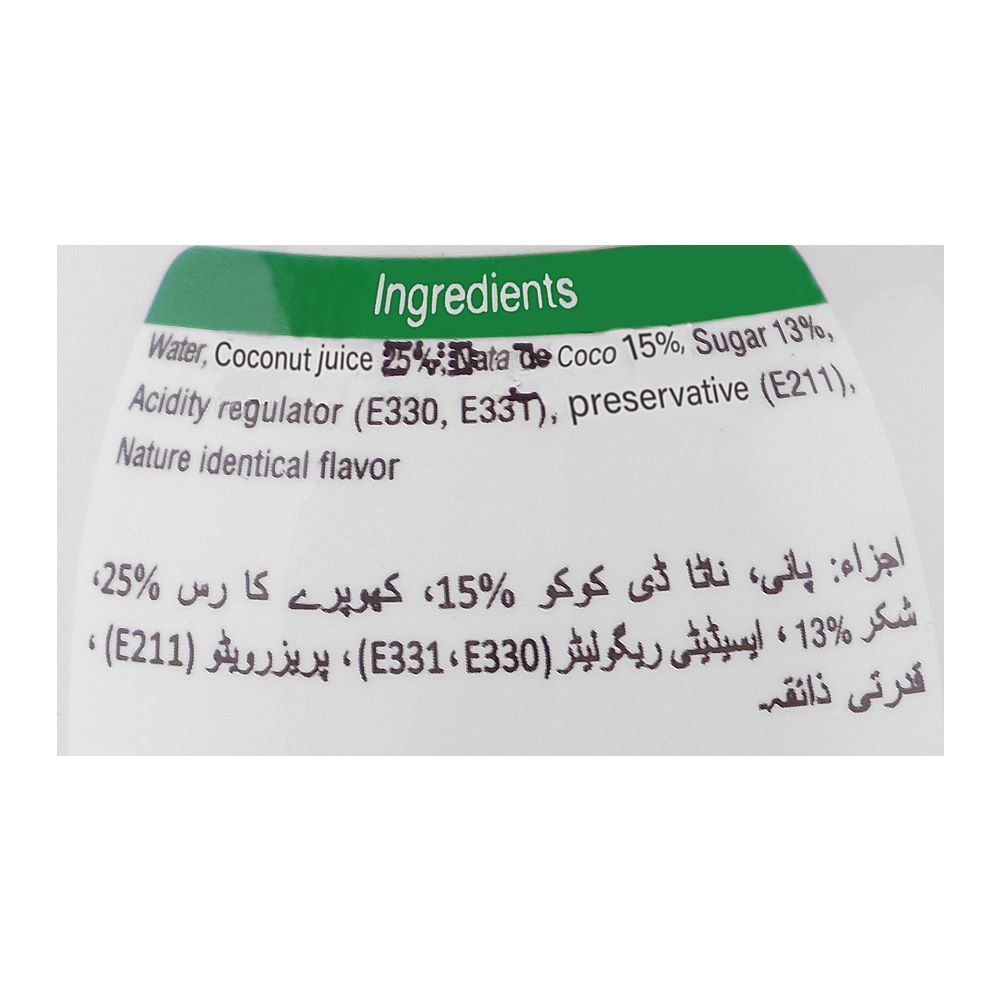 Ingredients
Water, Coconut juice 25%, Nata de Coco 15%, Sugar 13%,
Acidity regulator (E330, E331), preservative (E211),
Nature identical flavor
اجزاء: پانی، ناٹا ڈی کوکو 15%، کھوپرے کا رس 25%،
شکر 13% ، ایسیڈیٹی ریگولیٹر (E331، E330) ، پریزرویٹو (E211) ،
قدرتی ذائقہ۔